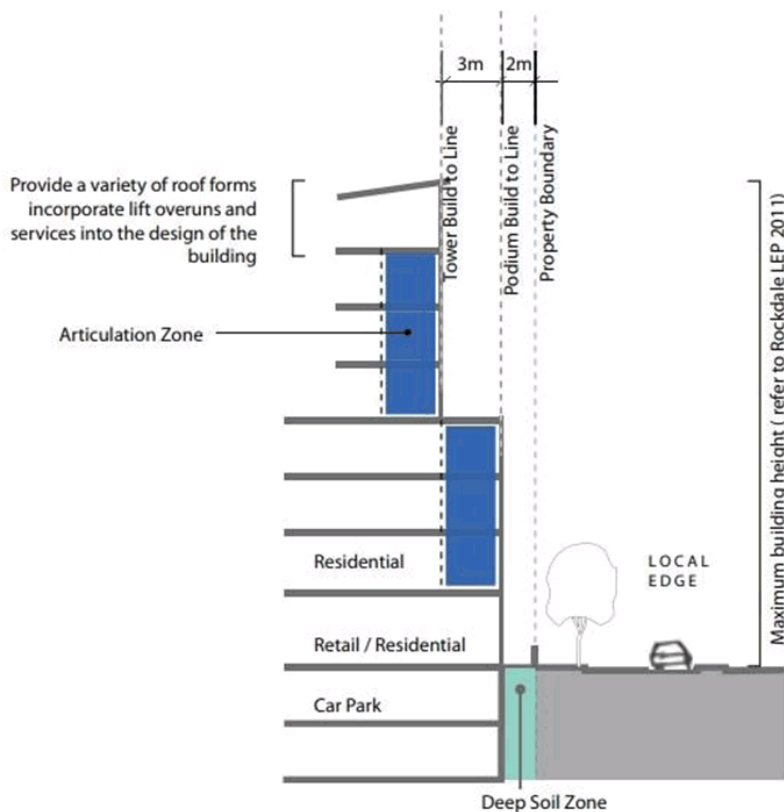 3m
2m
Tower Build to Line
Podium Build to Line
Property Boundary
Provide a variety of roof forms
incorporate lift overuns and
services into the design of the
building
Articulation Zone
Maximum building height ( refer to Rockdale LEP 2011)
Residential
LOCAL
EDGE
Retail / Residential
Car Park
Deep Soil Zone